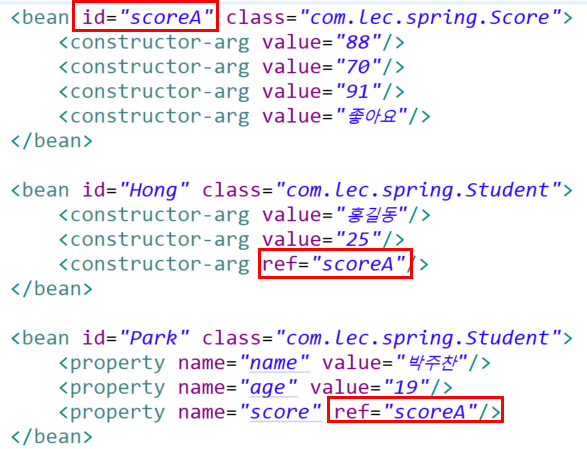 <bean id="scoreA" class="com.lec.spring.Score">
<constructor-arg value="88"/>
<constructor-arg value="70"/>
<constructor-arg value="91"/>
<constructor-arg value="좋아요"/>
</bean>
<bean id="Hong" class="com.lec.spring.Student">
<constructor-arg value="홍길동"/>
<constructor-arg value="25"/>
<constructor-arg ref="scoreA"/>
</bean>
<bean id="Park" class="com.lec.spring.Student">
<property name="name" value="박주찬"/>
<property name="age" value="19"/>
<property name="score" ref="scoreA"/>
</bean>